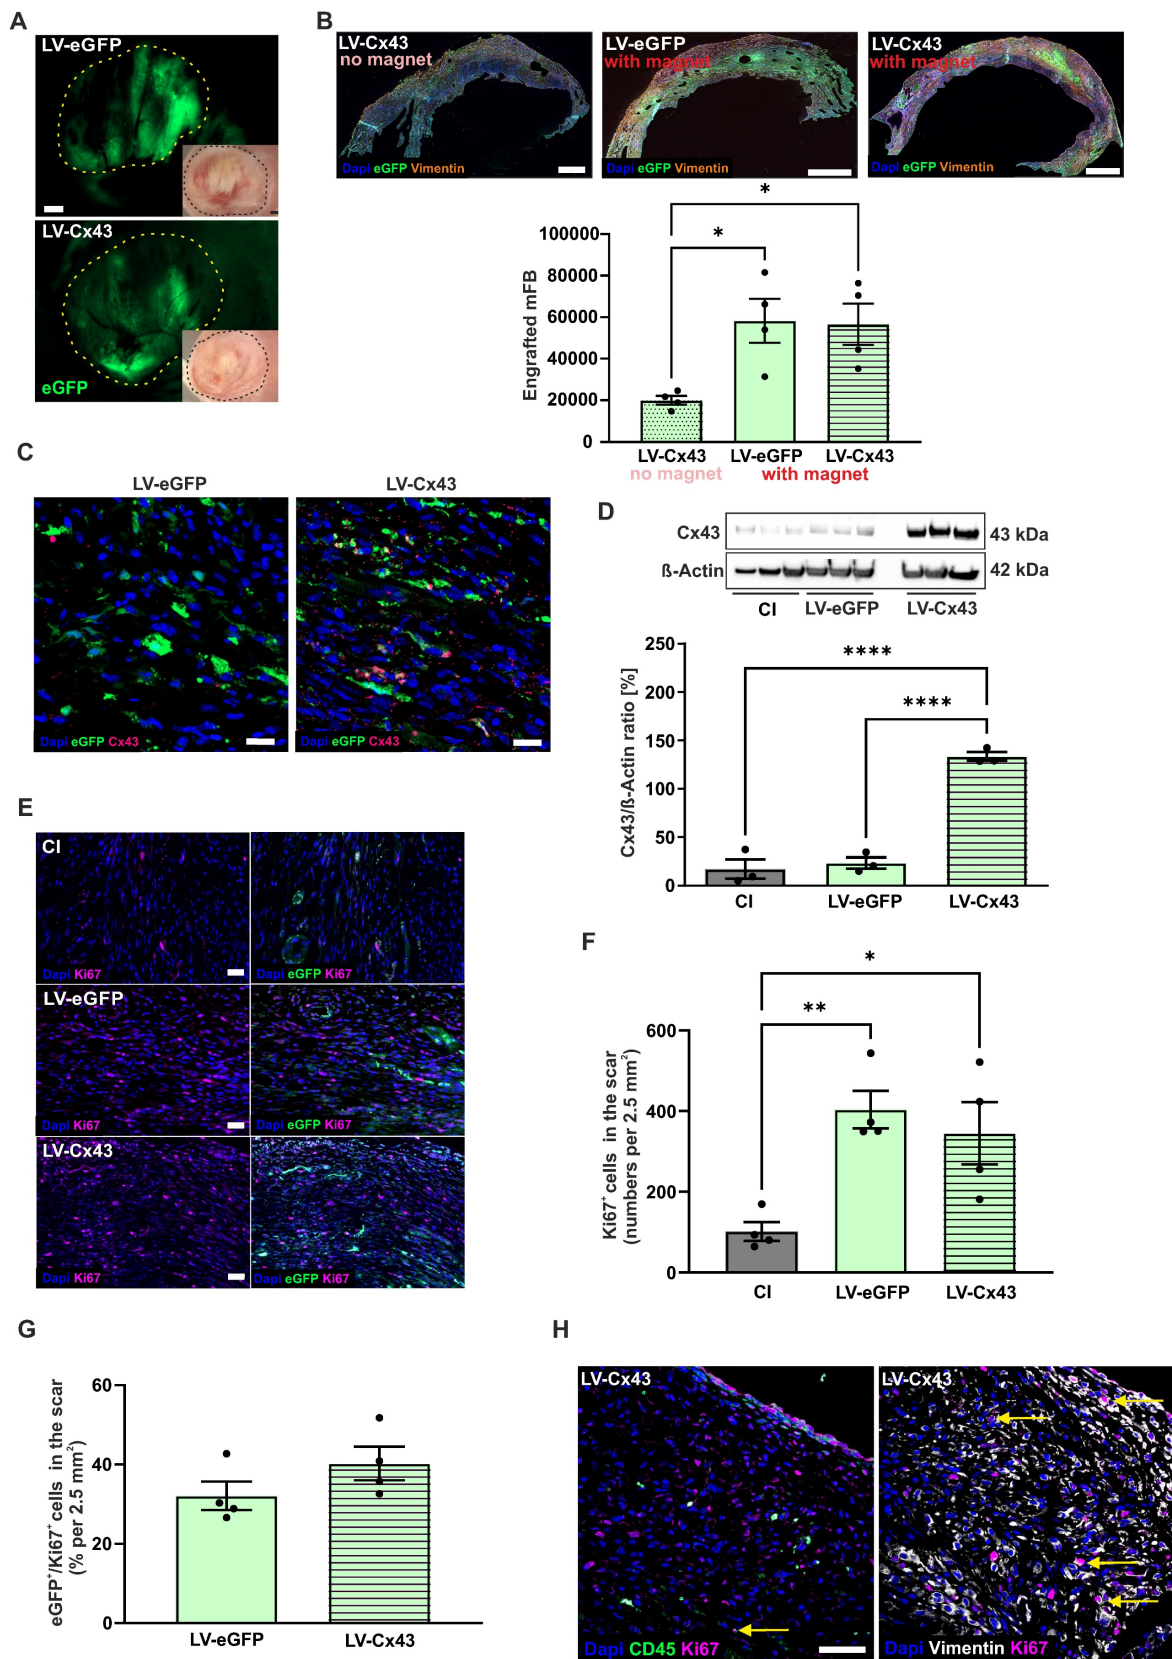 A
LV-eGFP
LV-Cx43
eGFP
B
LV-Cx43
no magnet
Dapi eGFP Vimentin
LV-eGFP
with magnet
Dapi eGFP Vimentin
LV-Cx43
with magnet
Dapi eGFP Vimentin
*
*
Engrafted mFB
100000
80000
60000
40000
20000
0
LV-Cx43 LV-eGFP LV-Cx43
no magnet with magnet
C
LV-eGFP
LV-Cx43
Dapi eGFP Cx43
Dapi eGFP Cx43
D
Cx43 43 kDa
ß-Actin 42 kDa
CI LV-eGFP LV-Cx43
****
****
Cx43/ß-Actin ratio [%]
250
200
150
100
50
0
CI LV-eGFP LV-Cx43
E
CI
Dapi Ki67
Dapi eGFP Ki67
LV-eGFP
Dapi Ki67
Dapi eGFP Ki67
LV-Cx43
Dapi Ki67
Dapi eGFP Ki67
F
*
**
Ki67⁺ cells in the scar
(numbers per 2.5 mm²)
600
400
200
0
CI LV-eGFP LV-Cx43
G
eGFP⁺/Ki67⁺ cells in the scar
(% per 2.5 mm²)
60
40
20
0
LV-eGFP LV-Cx43
H
LV-Cx43
Dapi CD45 Ki67
LV-Cx43
Dapi Vimentin Ki67